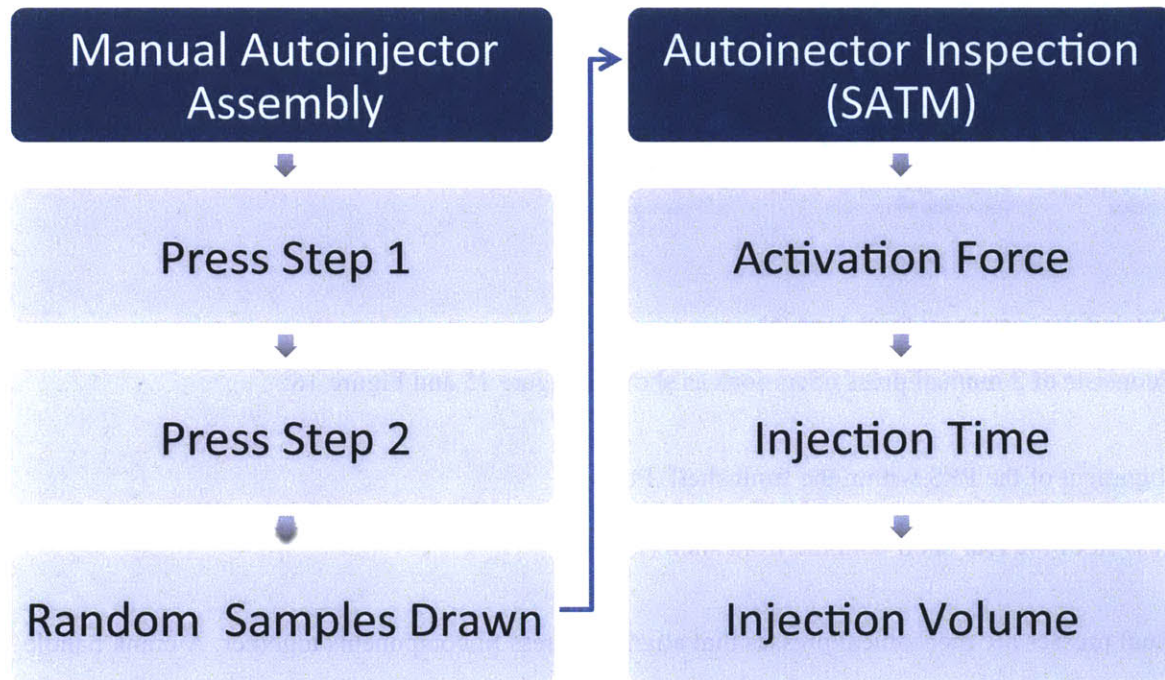 Manual Autoinjector
Assembly
Press Step 1
Press Step 2
Random Samples Drawn
Autoinector Inspection
(SATM)
Activation Force
Injection Time
Injection Volume